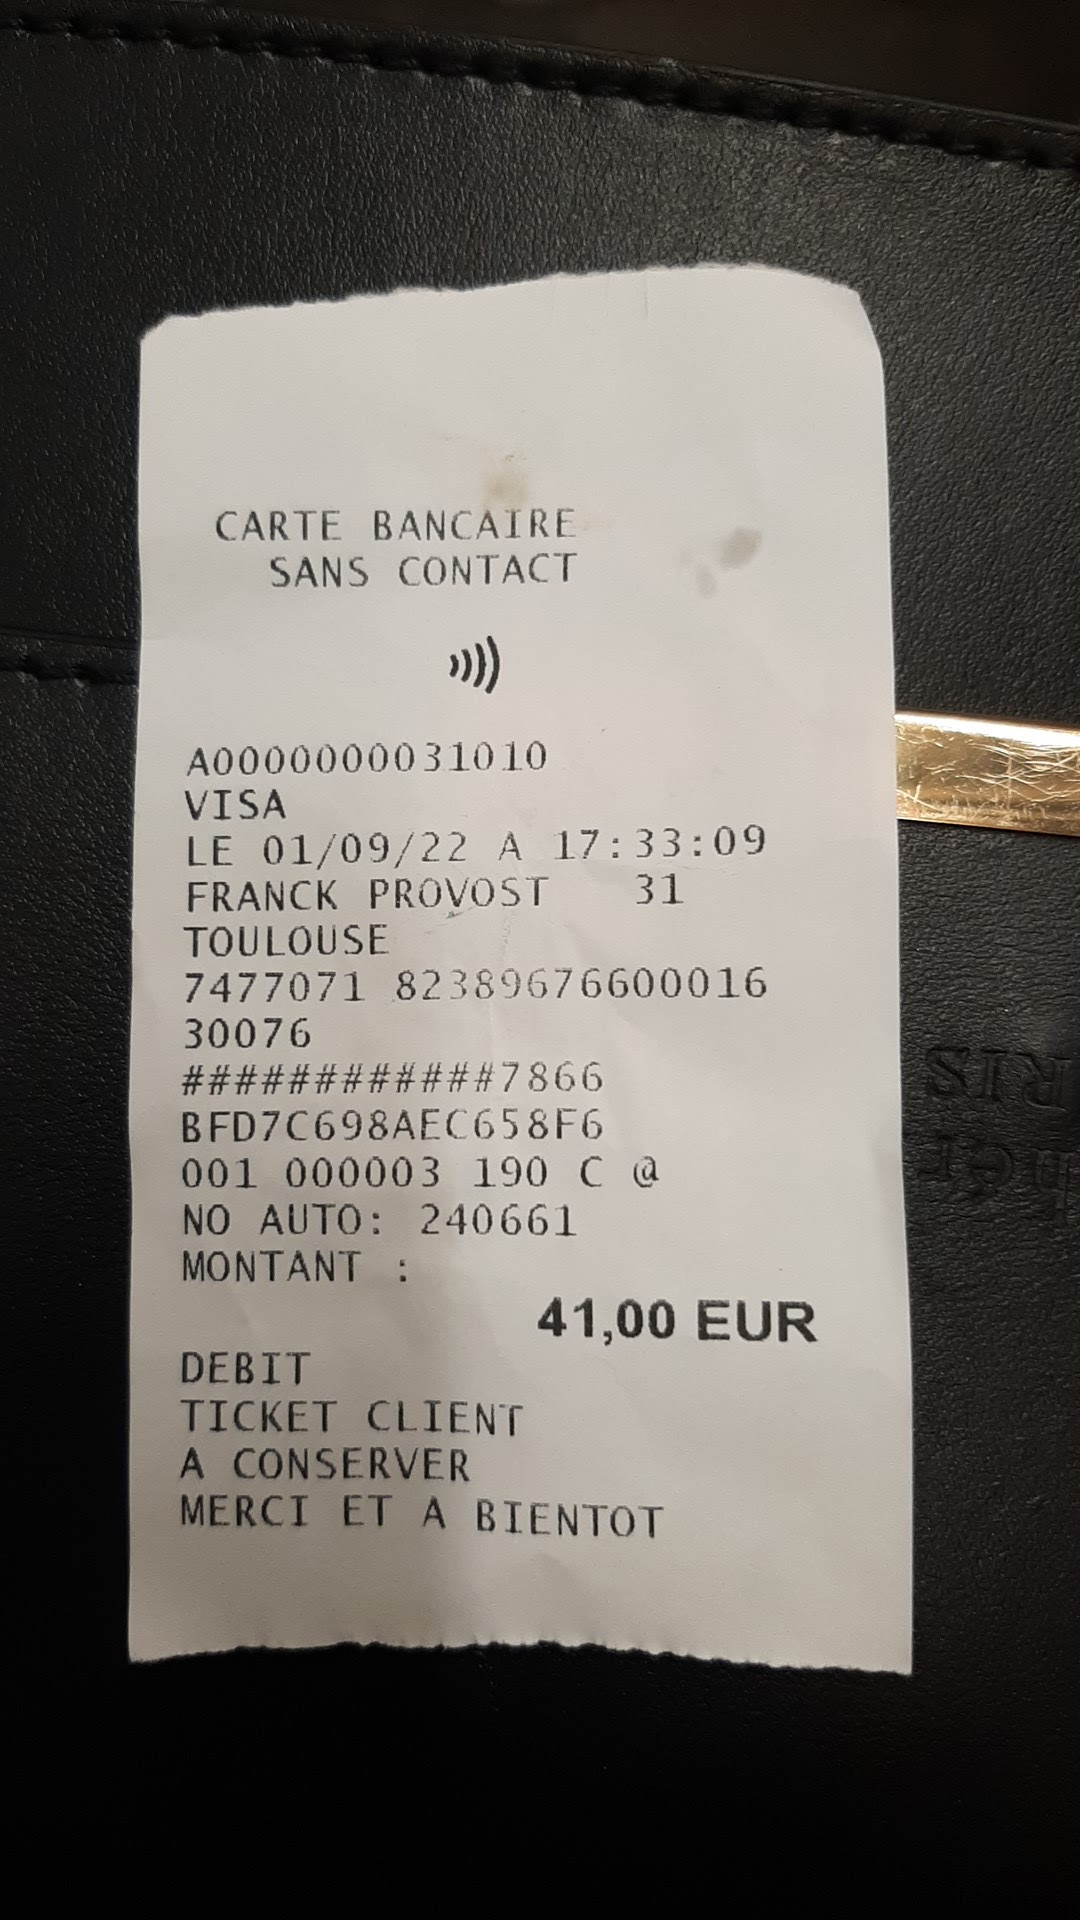 CARTE BANCAIRE
SANS CONTACT
A0000000031010
VISA
LE 01/09/22 A 17:33:09
FRANCK PROVOST 31
TOULOUSE
7477071 82389676600016
30076
############7866
BFD7C698AEC658F6
001 000003 190 C @
NO AUTO: 240661
MONTANT :
41,00 EUR
DEBIT
TICKET CLIENT
A CONSERVER
MERCI ET A BIENTOT